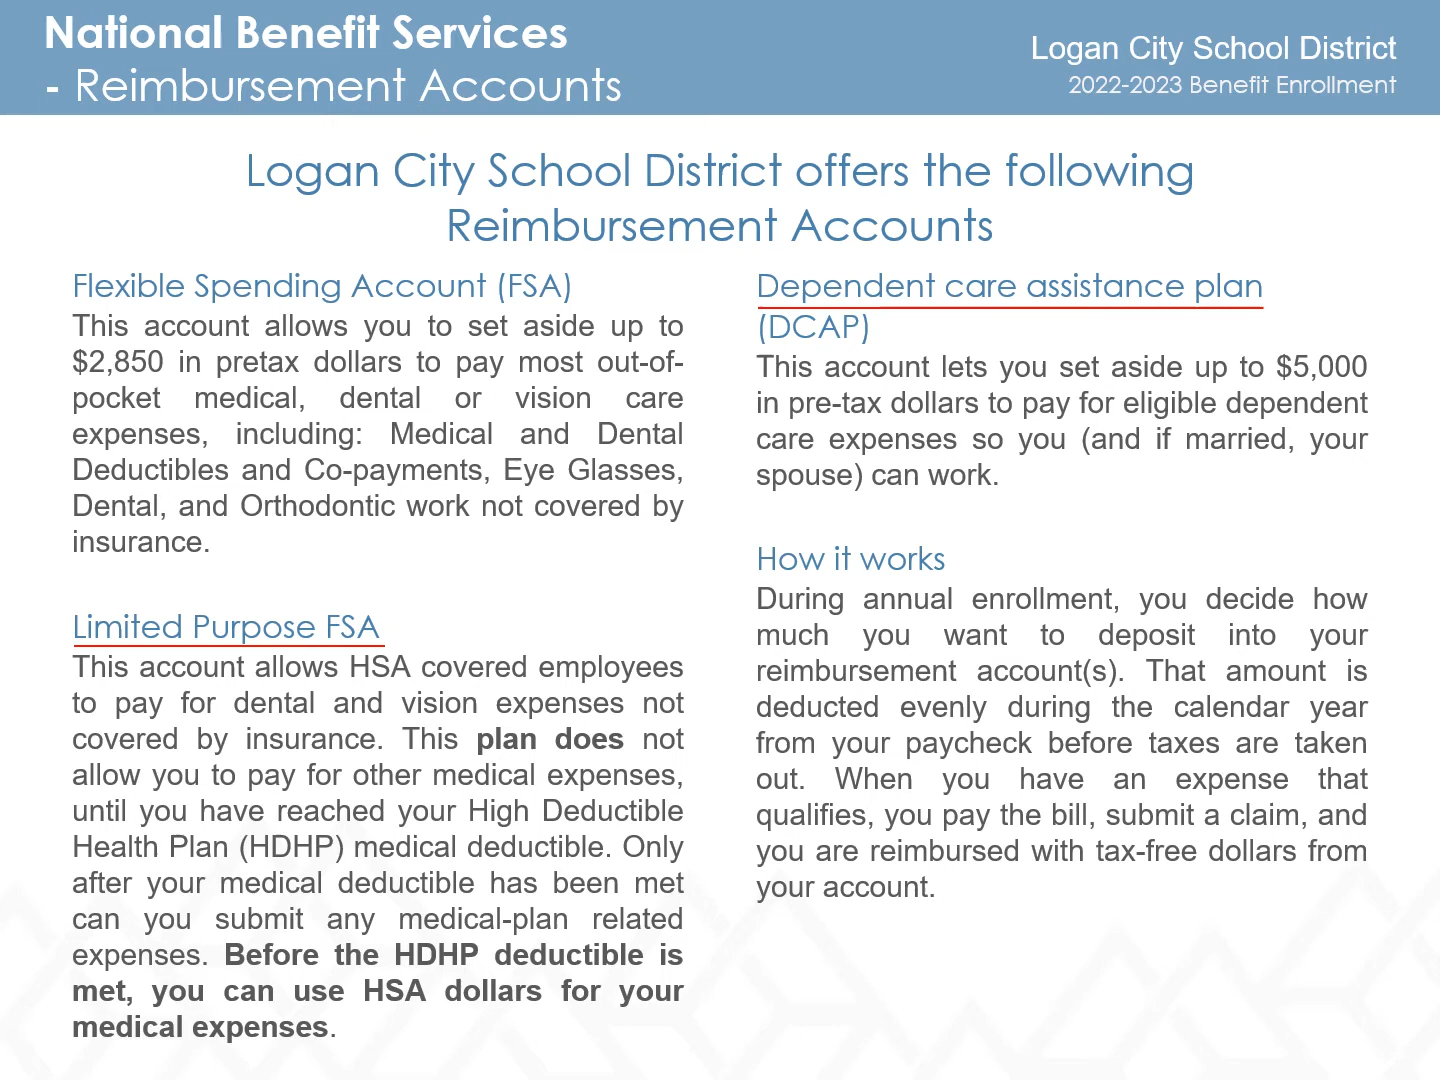 National Benefit Services
- Reimbursement Accounts
Logan City School District
2022-2023 Benefit Enrollment
Logan City School District offers the following
Reimbursement Accounts
Flexible Spending Account (FSA)
This account allows you to set aside up to
$2,850 in pretax dollars to pay most out-of-
pocket medical, dental or vision care
expenses, including: Medical and Dental
Deductibles and Co-payments, Eye Glasses,
Dental, and Orthodontic work not covered by
insurance.
Limited Purpose FSA
This account allows HSA covered employees
to pay for dental and vision expenses not
covered by insurance. This plan does not
allow you to pay for other medical expenses,
until you have reached your High Deductible
Health Plan (HDHP) medical deductible. Only
after your medical deductible has been met
can you submit any medical-plan related
expenses. Before the HDHP deductible is
met, you can use HSA dollars for your
medical expenses.
Dependent care assistance plan
(DCAP)
This account lets you set aside up to $5,000
in pre-tax dollars to pay for eligible dependent
care expenses so you (and if married, your
spouse) can work.
How it works
During annual enrollment, you decide how
much you want to deposit into your
reimbursement account(s). That amount is
deducted evenly during the calendar year
from your paycheck before taxes are taken
out. When you have an expense that
qualifies, you pay the bill, submit a claim, and
you are reimbursed with tax-free dollars from
your account.